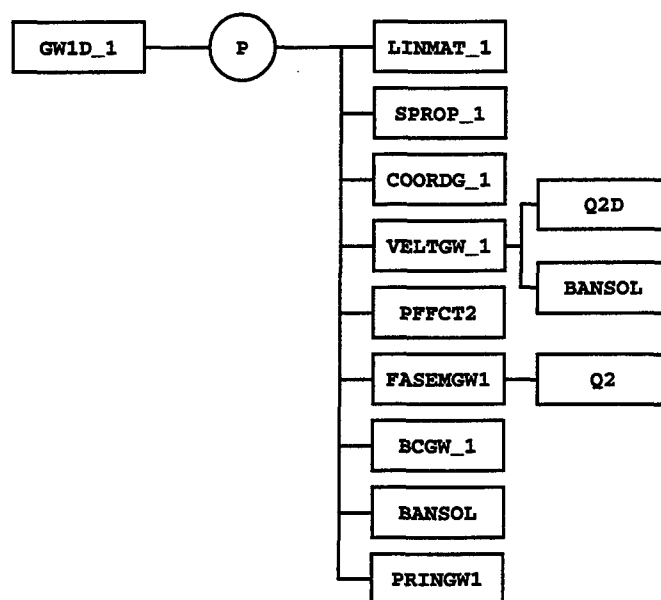 GW1D_1
P
LINMAT_1
SPROP_1
COORDG_1
VELTGW_1
Q2D
BANSOL
PFFCT2
FASEMGW1
Q2
BCGW_1
BANSOL
PRINGW1